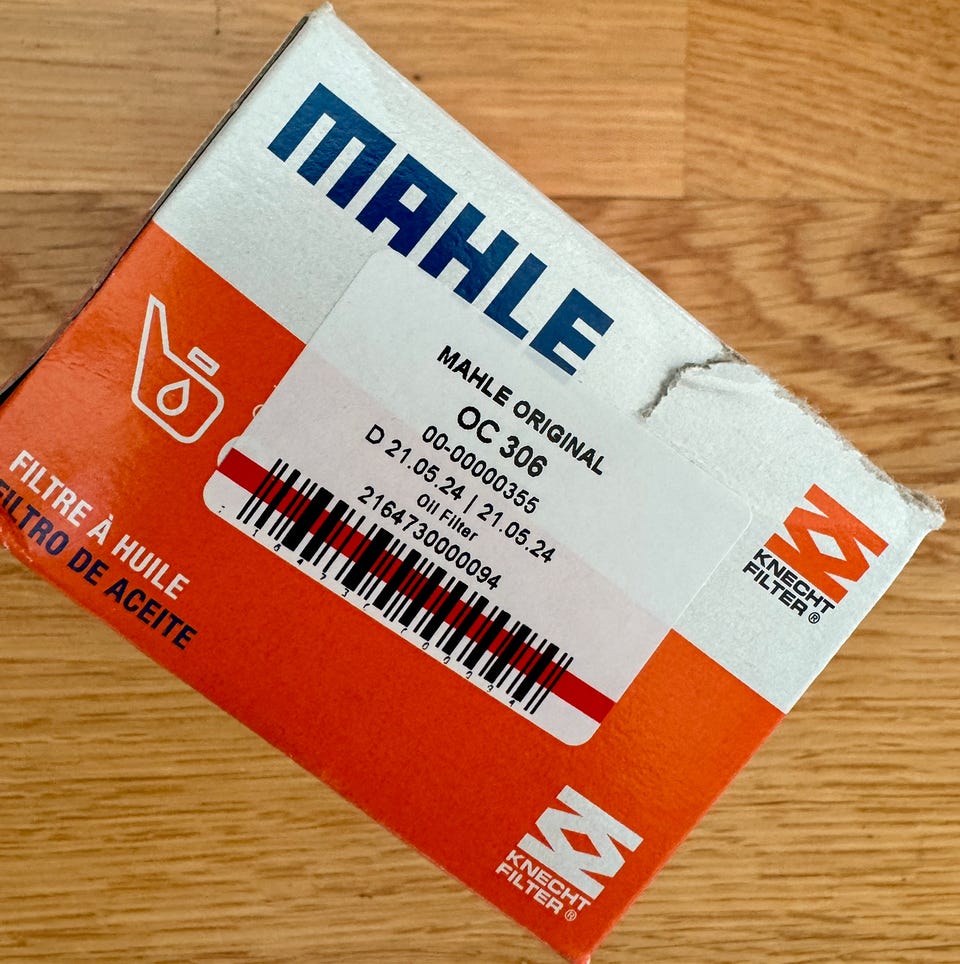 MAHLE
MAHLE ORIGINAL
OC 306
00-00000355
D 21.05.24 | 21.05.24
Oil Filter
2164730000094
FILTRE À HUILE
FILTRO DE ACEITE
KNECHT
FILTER®
KNECHT
FILTER®